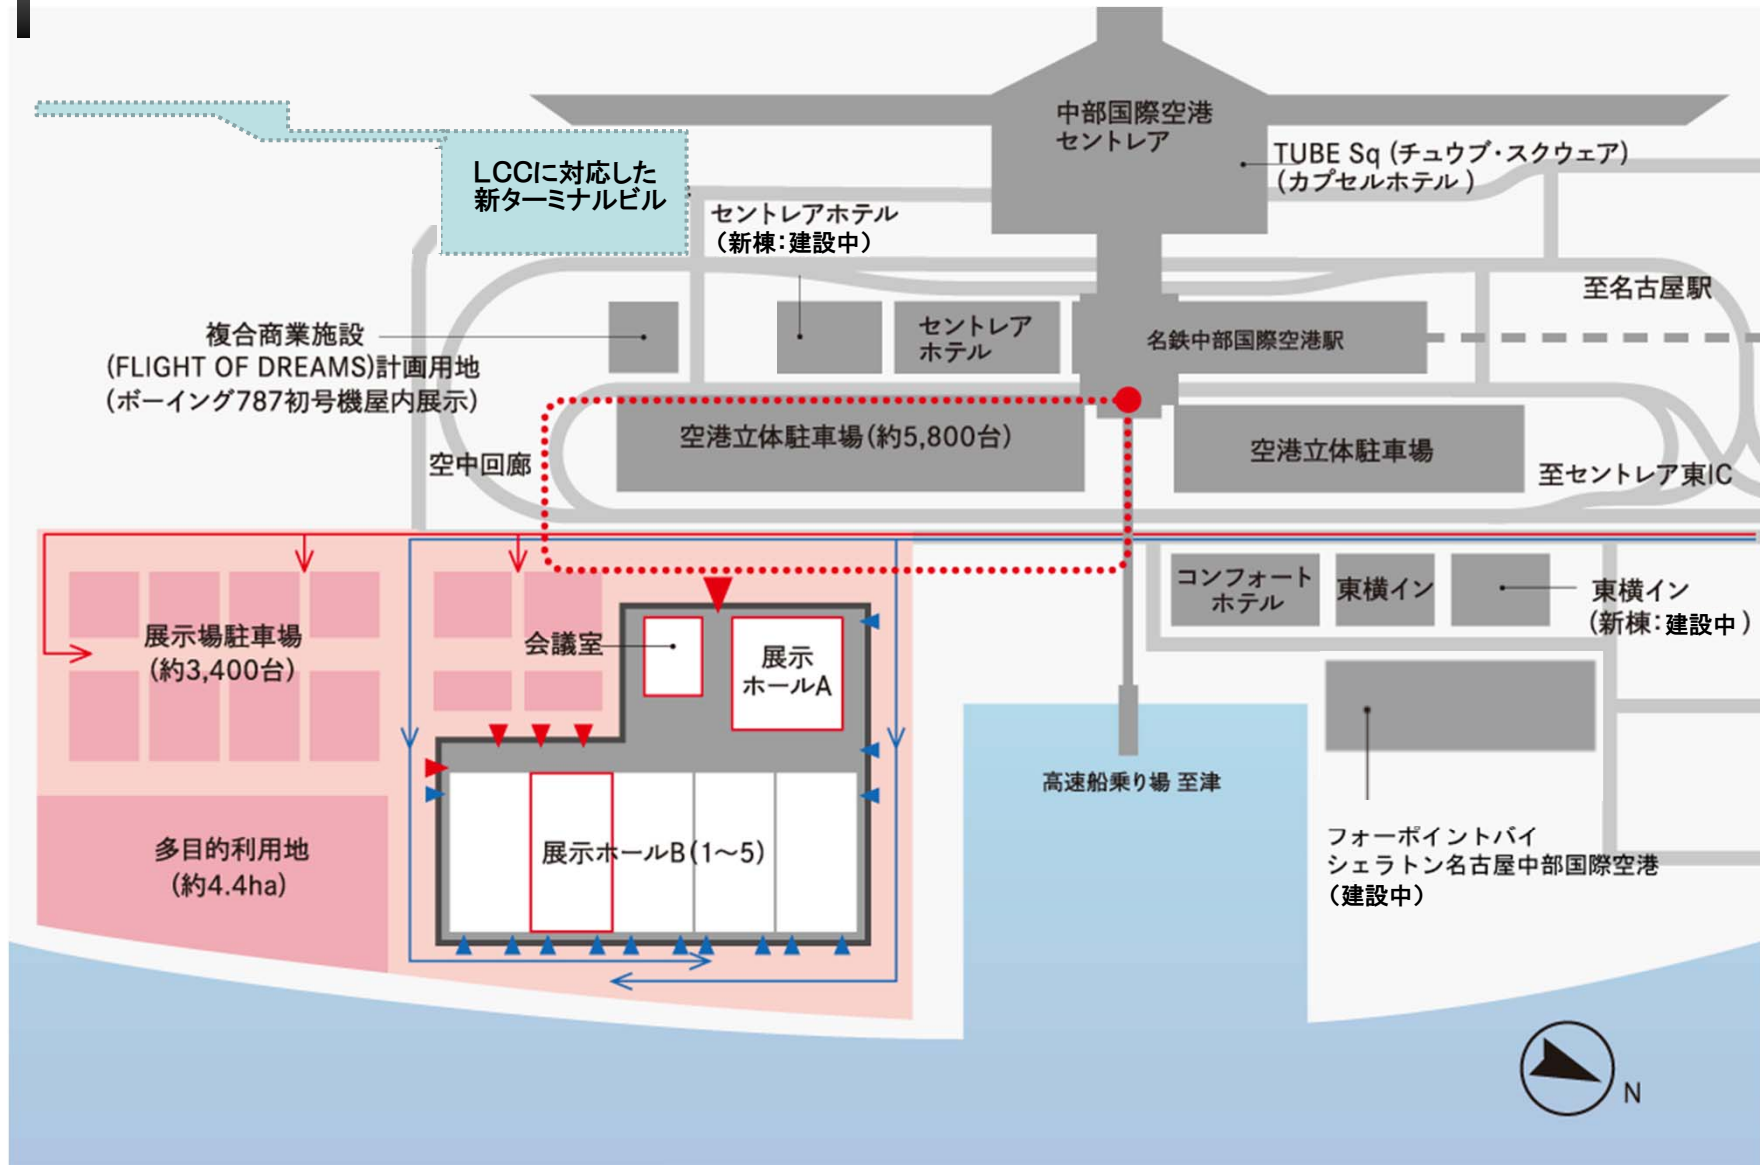 中部国際空港
セントレア
TUBE Sq (チューブ・スクウェア)
(カプセルホテル )
LCCに対応した
新ターミナルビル
セントレアホテル
(新棟:建設中)
至名古屋駅
複合商業施設
(FLIGHT OF DREAMS)計画用地
(ボーイング787初号機屋内展示)
セントレア
ホテル
名鉄中部国際空港駅
空港立体駐車場(約5,800台)
空港立体駐車場
空中回廊
至セントレア東IC
コンフォート
ホテル
東横イン
東横イン
(新棟:建設中)
展示場駐車場
(約3,400台)
会議室
展示
ホールA
高速船乗り場 至津
多目的利用地
(約4.4ha)
展示ホールB(1~5)
フォーポイントバイ
シェラトン名古屋中部国際空港
(建設中)
N